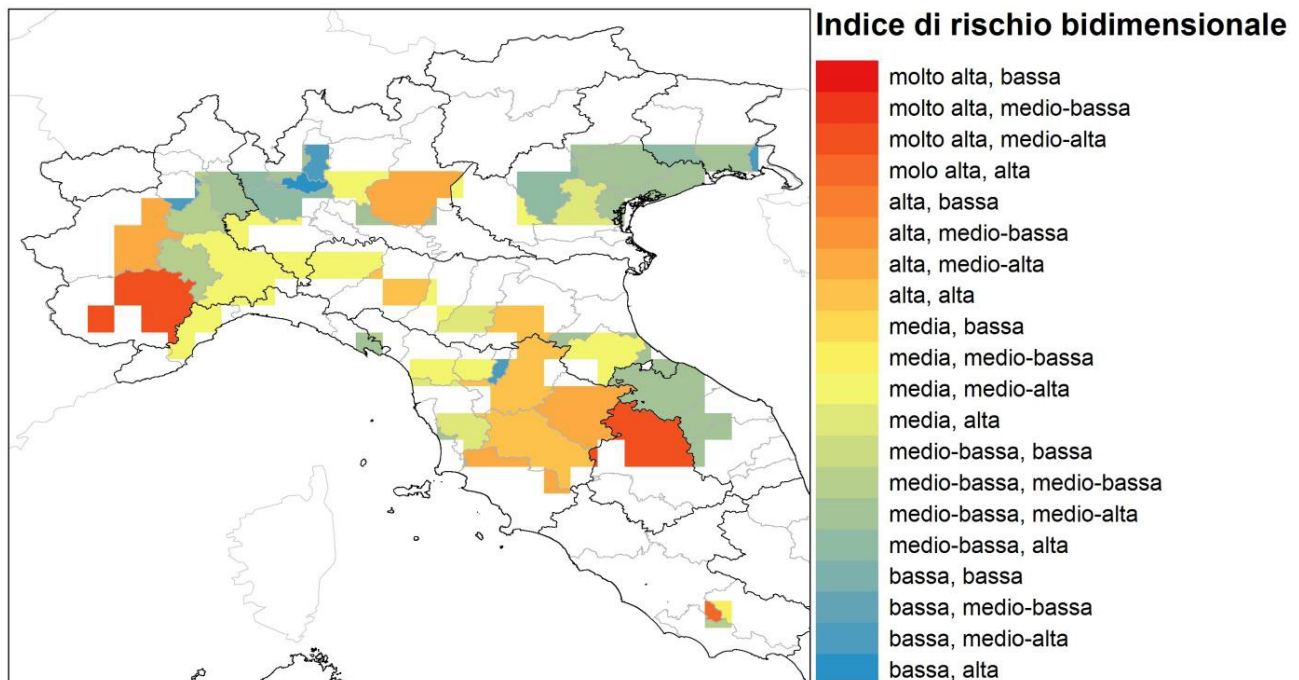 Indice di rischio bidimensionale
molto alta, bassa
molto alta, medio-bassa
molto alta, medio-alta
molo alta, alta
alta, bassa
alta, medio-bassa
alta, medio-alta
alta, alta
media, bassa
media, medio-bassa
media, medio-alta
media, alta
medio-bassa, bassa
medio-bassa, medio-bassa
medio-bassa, medio-alta
medio-bassa, alta
bassa, bassa
bassa, medio-bassa
bassa, medio-alta
bassa, alta